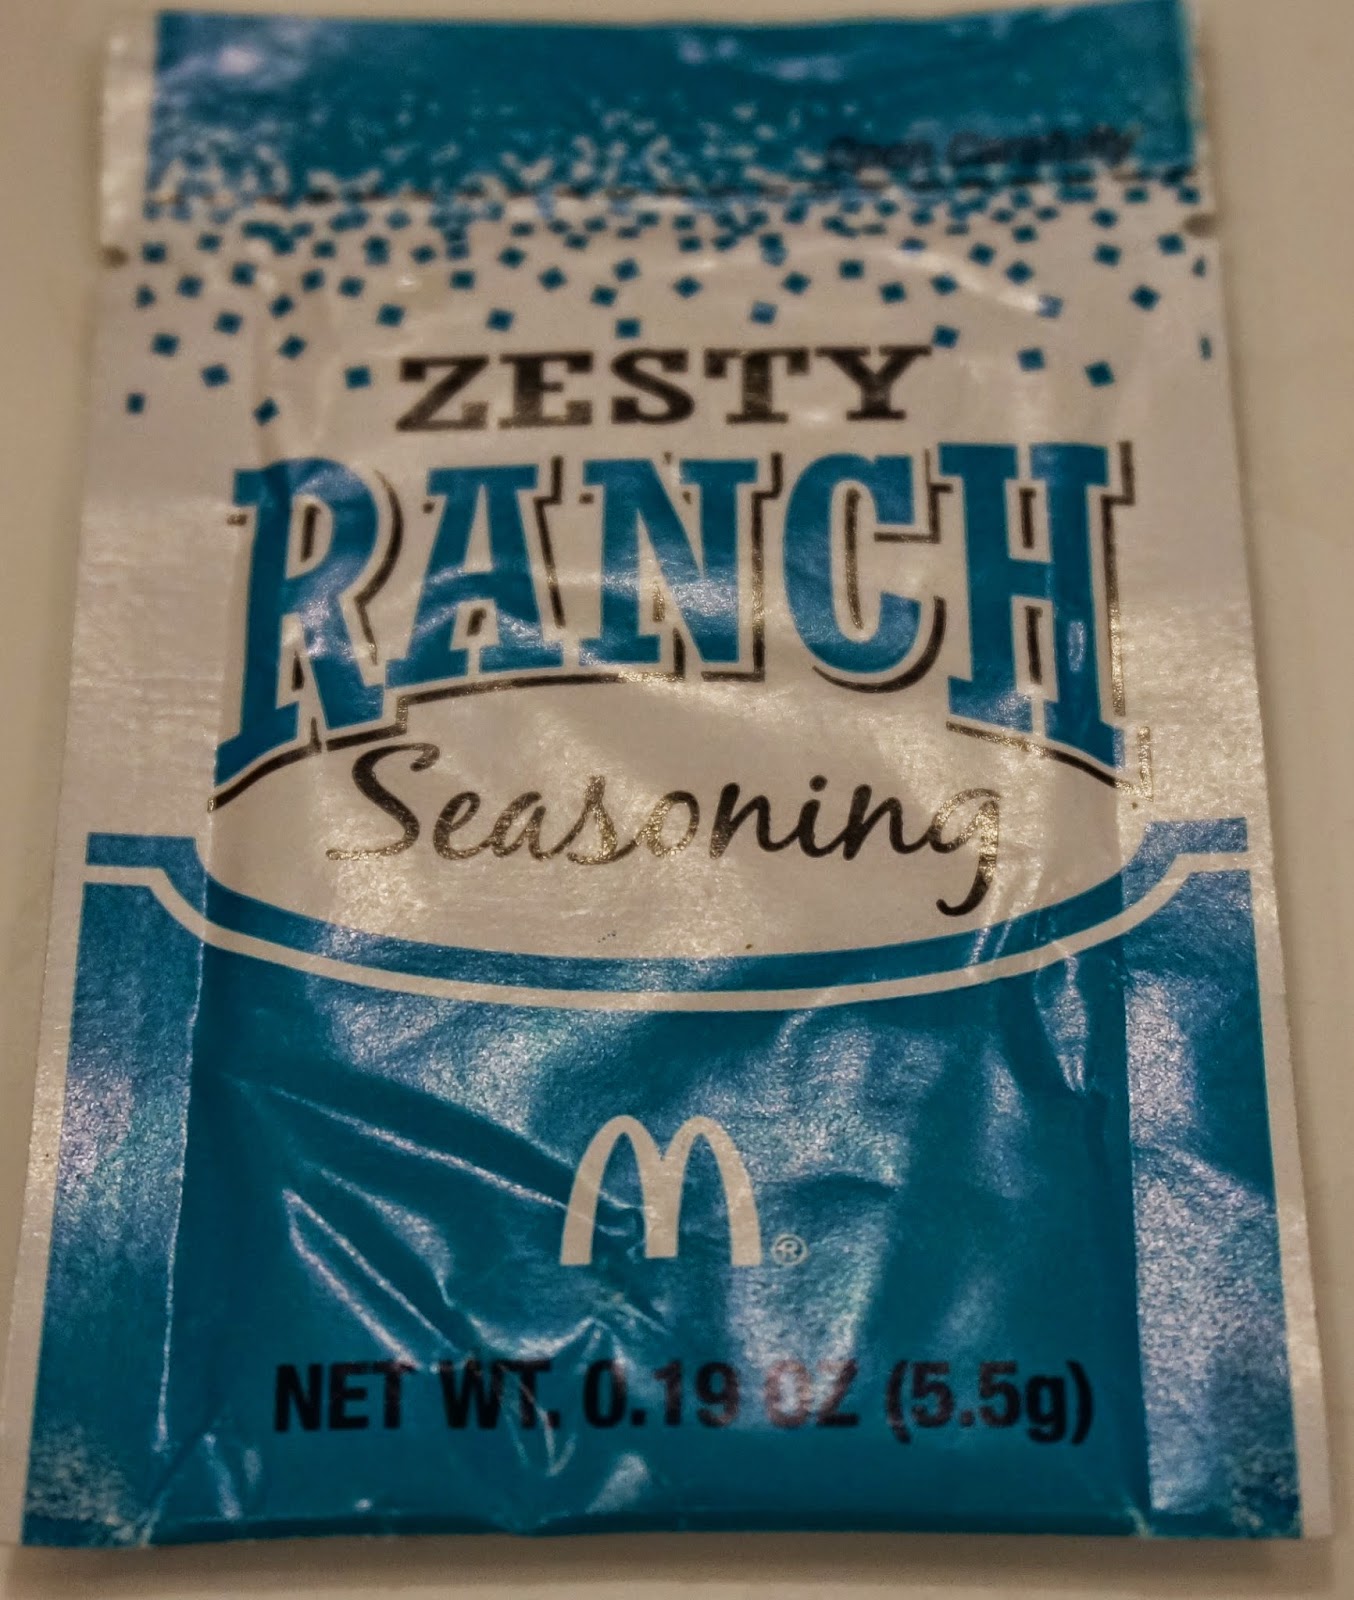 Open Carefully
ZESTY
RANCH
Seasoning
M®
NET WT. 0.19 OZ (5.5g)